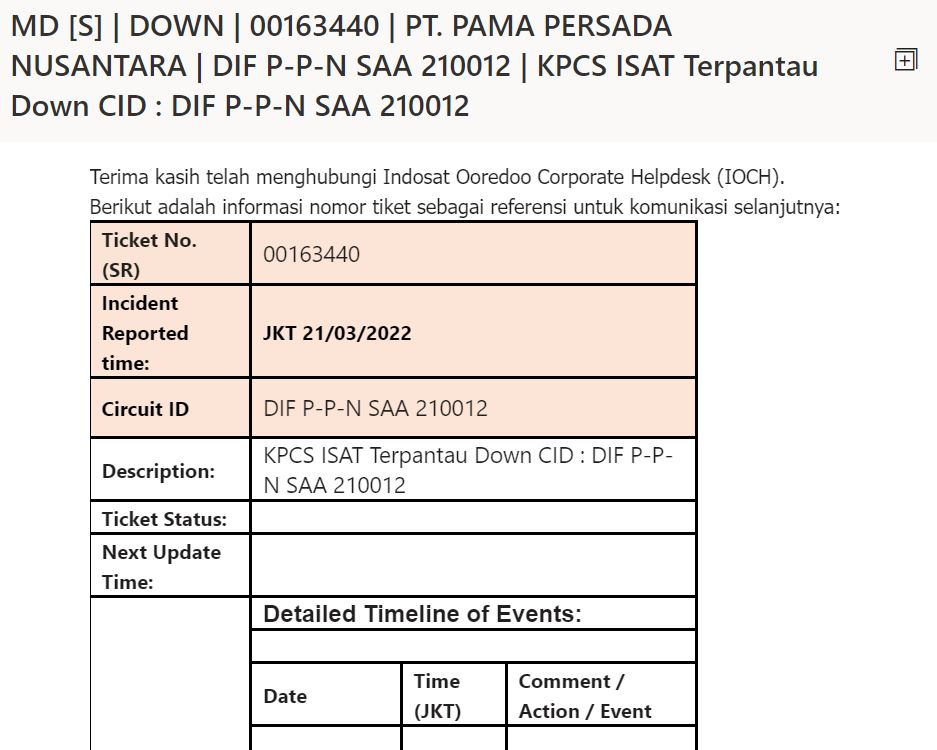 MD [S] | DOWN | 00163440 | PT. PAMA PERSADA
NUSANTARA | DIF P-P-N SAA 210012 | KPCS ISAT Terpantau
Down CID : DIF P-P-N SAA 210012
Terima kasih telah menghubungi Indosat Ooredoo Corporate Helpdesk (IOCH).
Berikut adalah informasi nomor tiket sebagai referensi untuk komunikasi selanjutnya:
Ticket No.
(SR)
00163440
Incident
Reported
time:
JKT 21/03/2022
Circuit ID
DIF P-P-N SAA 210012
Description:
KPCS ISAT Terpantau Down CID : DIF P-P-
N SAA 210012
Ticket Status:
Next Update
Time:
Detailed Timeline of Events:
Date
Time
(JKT)
Comment /
Action / Event